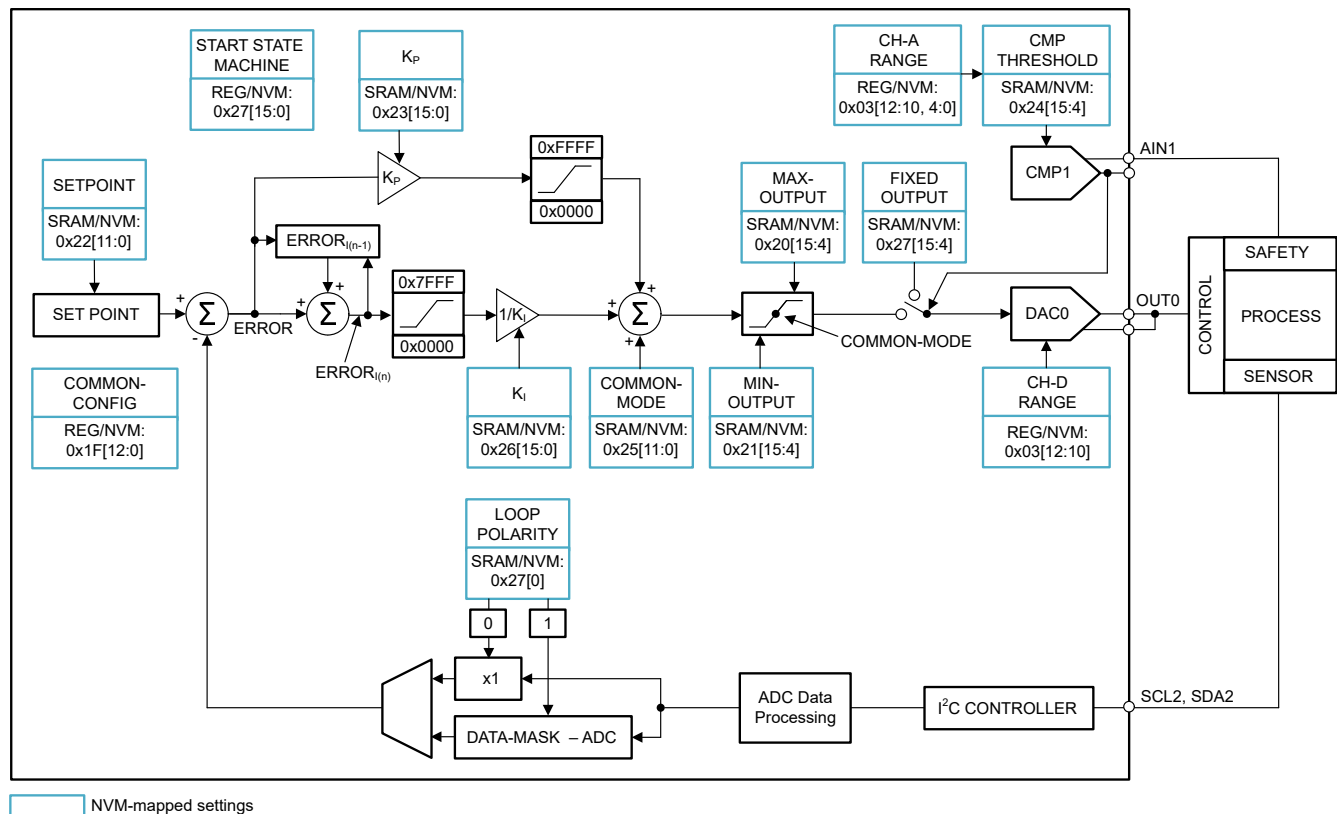 START STATE
MACHINE
REG/NVM:
0x27[15:0]
K_P
SRAM/NVM:
0x23[15:0]
CH-A
RANGE
REG/NVM:
0x03[12:10, 4:0]
CMP
THRESHOLD
SRAM/NVM:
0x24[15:4]
AIN1
CMP1
SETPOINT
SRAM/NVM:
0x22[11:0]
SET POINT
+
-
Σ
ERROR
K_P
0xFFFF
0x0000
ERROR_I(n-1)
+
+
Σ
ERROR_I(n)
0x7FFF
0x0000
1/K_I
+
+
+
Σ
MAX-
OUTPUT
SRAM/NVM:
0x20[15:4]
FIXED
OUTPUT
SRAM/NVM:
0x27[15:4]
COMMON-MODE
DAC0
OUT0
CONTROL
SAFETY
PROCESS
SENSOR
COMMON-
CONFIG
REG/NVM:
0x1F[12:0]
K_I
SRAM/NVM:
0x26[15:0]
COMMON-
MODE
SRAM/NVM:
0x25[11:0]
MIN-
OUTPUT
SRAM/NVM:
0x21[15:4]
CH-D
RANGE
REG/NVM:
0x03[12:10]
LOOP
POLARITY
SRAM/NVM:
0x27[0]
0
1
x1
DATA-MASK – ADC
ADC Data
Processing
I²C CONTROLLER
SCL2, SDA2
NVM-mapped settings